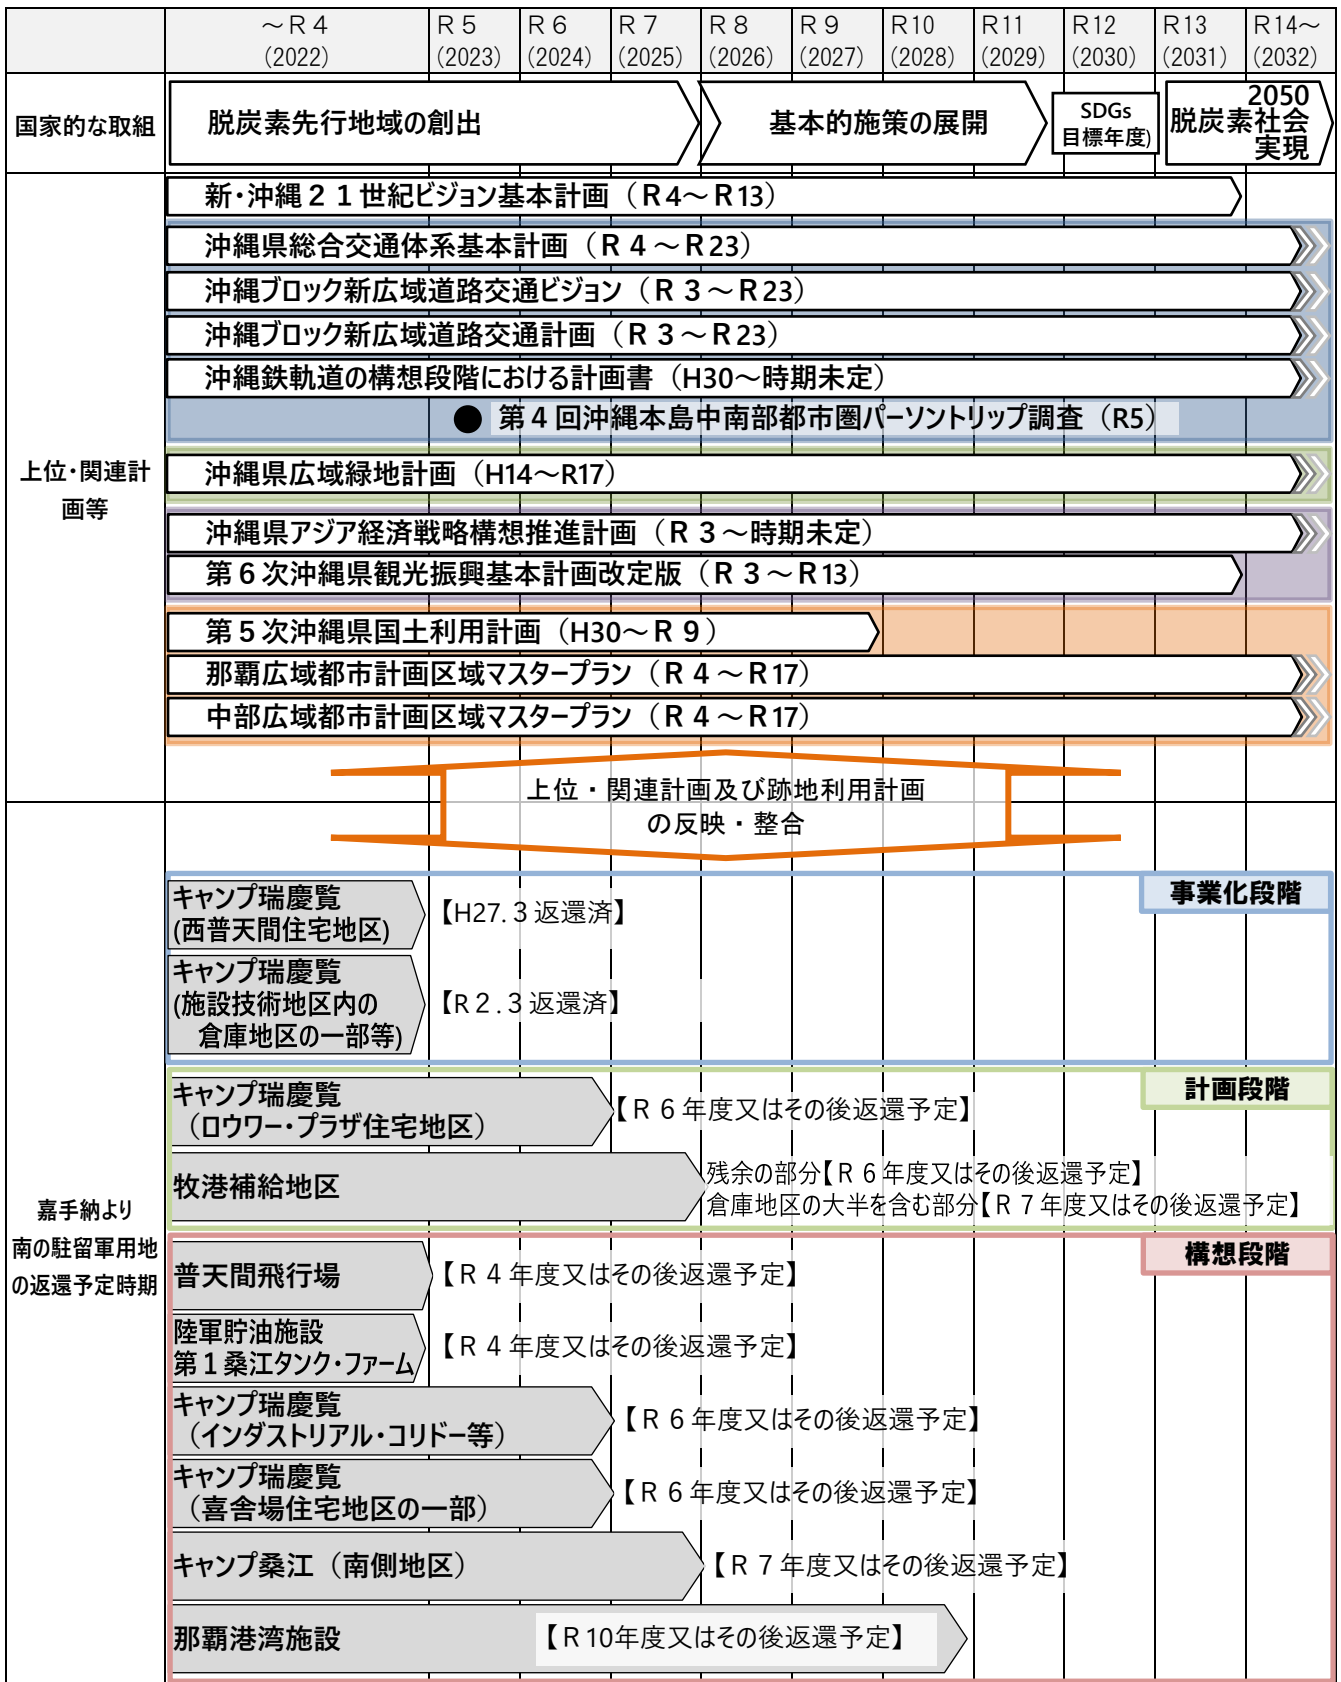 ～R４ R５ R６ R７ R８ R９ R10 R11 R12 R13 R14～
(2022) (2023) (2024) (2025) (2026) (2027) (2028) (2029) (2030) (2031) (2032)
国家的な取組
脱炭素先行地域の創出
基本的施策の展開
SDGs
目標年度)
2050
脱炭素社会
実現
上位・関連計
画等
新・沖縄２１世紀ビジョン基本計画（R4～R13）
沖縄県総合交通体系基本計画（R４～R23）
沖縄ブロック新広域道路交通ビジョン（R３～R23）
沖縄ブロック新広域道路交通計画（R３～R23）
沖縄鉄軌道の構想段階における計画書（H30～時期未定）
● 第４回沖縄本島中南部都市圏パーソントリップ調査（R5）
沖縄県広域緑地計画（H14～R17）
沖縄県アジア経済戦略構想推進計画（R３～時期未定）
第６次沖縄県観光振興基本計画改定版（R３～R13）
第５次沖縄県国土利用計画（H30～R９）
那覇広域都市計画区域マスタープラン（R４～R17）
中部広域都市計画区域マスタープラン（R４～R17）
上位・関連計画及び跡地利用計画
の反映・整合
嘉手納より
南の駐留軍用地
の返還予定時期
事業化段階
キャンプ瑞慶覧
(西普天間住宅地区)
【H27.3返還済】
キャンプ瑞慶覧
(施設技術地区内の
倉庫地区の一部等)
【R２.３返還済】
計画段階
キャンプ瑞慶覧
（ロウワー・プラザ住宅地区）
【R６年度又はその後返還予定】
牧港補給地区
残余の部分【R６年度又はその後返還予定】
倉庫地区の大半を含む部分【R７年度又はその後返還予定】
構想段階
普天間飛行場
【R４年度又はその後返還予定】
陸軍貯油施設
第１桑江タンク・ファーム
【R４年度又はその後返還予定】
キャンプ瑞慶覧
（インダストリアル・コリドー等）
【R６年度又はその後返還予定】
キャンプ瑞慶覧
（喜舎場住宅地区の一部）
【R６年度又はその後返還予定】
キャンプ桑江（南側地区）
【R７年度又はその後返還予定】
那覇港湾施設
【R10年度又はその後返還予定】